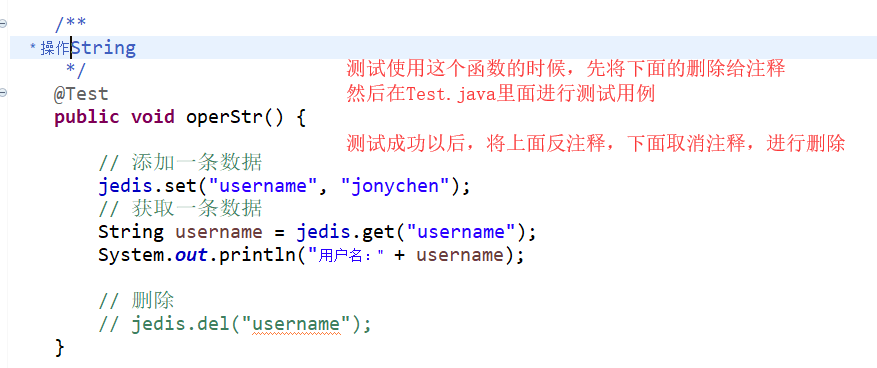 /**
* 操作String
*/
测试使用这个函数的时候，先将下面的删除给注释
@Test
然后在Test.java里面进行测试用例
public void operStr() {
测试成功以后，将上面反注释，下面取消注释，进行删除
// 添加一条数据
jedis.set("username", "jonychen");
// 获取一条数据
String username = jedis.get("username");
System.out.println("用户名：" + username);
// 删除
// jedis.del("username");
}